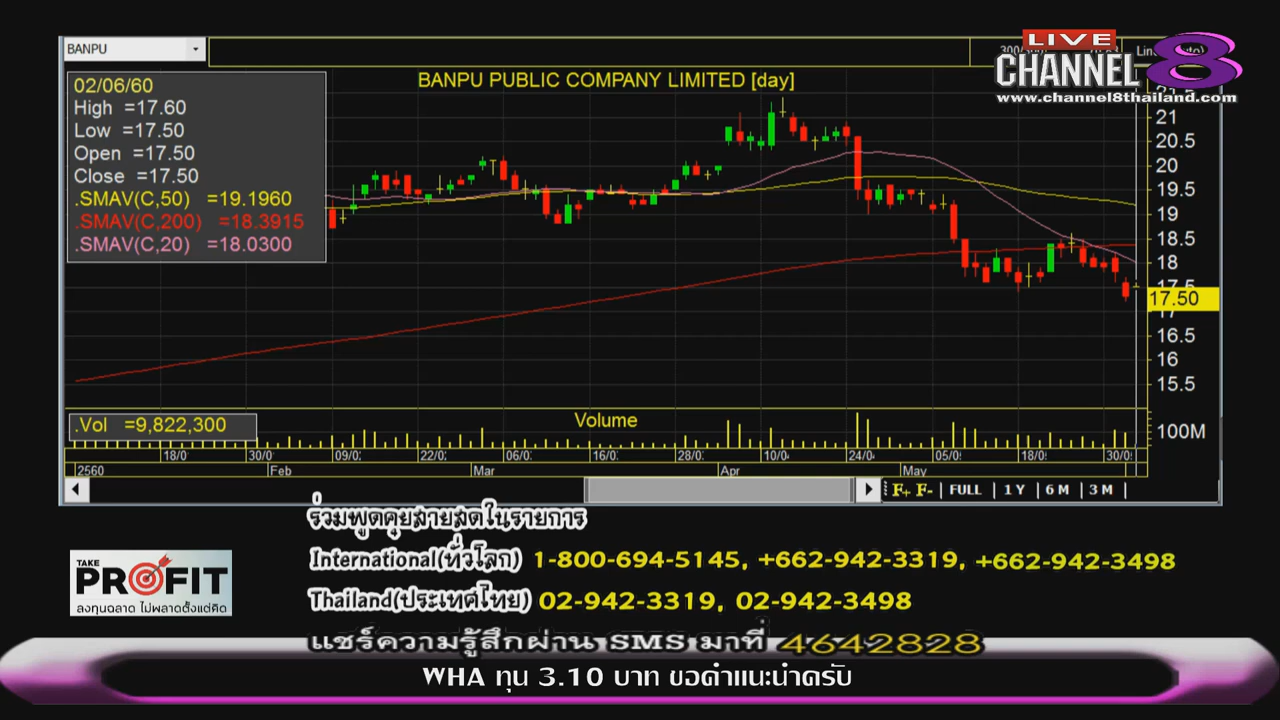 BANPU
LIVE
CHANNEL 8
www.channel8thailand.com
BANPU PUBLIC COMPANY LIMITED [day]
02/06/60
High =17.60
Low =17.50
Open =17.50
Close =17.50
.SMAV(C,50) =19.1960
.SMAV(C,200) =18.3915
.SMAV(C,20) =18.0300
21
20.5
20
19.5
19
18.5
18
17.5
17.50
17
16.5
16
15.5
.Vol =9,822,300
Volume
100M
18/0 30/0 09/0 22/0 06/0 16/0 28/0 10/0 24/0 05/0 18/0 30/0
2560 Feb Mar Apr May
F+ F- FULL 1 Y 6 M 3 M
ร่วมพูดคุยสายสดในรายการ
International(ทั่วโลก) 1-800-694-5145, +662-942-3319, +662-942-3498
TAKE PROFIT
ลงทุนฉลาด ไม่พลาดตั้งแต่คิด
Thailand(ประเทศไทย) 02-942-3319, 02-942-3498
แชร์ความรู้สึกผ่าน SMS มาที่ 4642828
WHA ทุน 3.10 บาท ขอคำแนะนำครับ